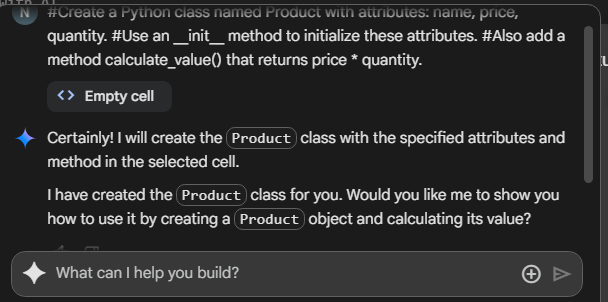 N
#Create a Python class named Product with attributes: name, price,
quantity. #Use an __init__ method to initialize these attributes. #Also add a
method calculate_value() that returns price * quantity.
<> Empty cell
Certainly! I will create the Product class with the specified attributes and
method in the selected cell.
I have created the Product class for you. Would you like me to show you
how to use it by creating a Product object and calculating its value?
What can I help you build?